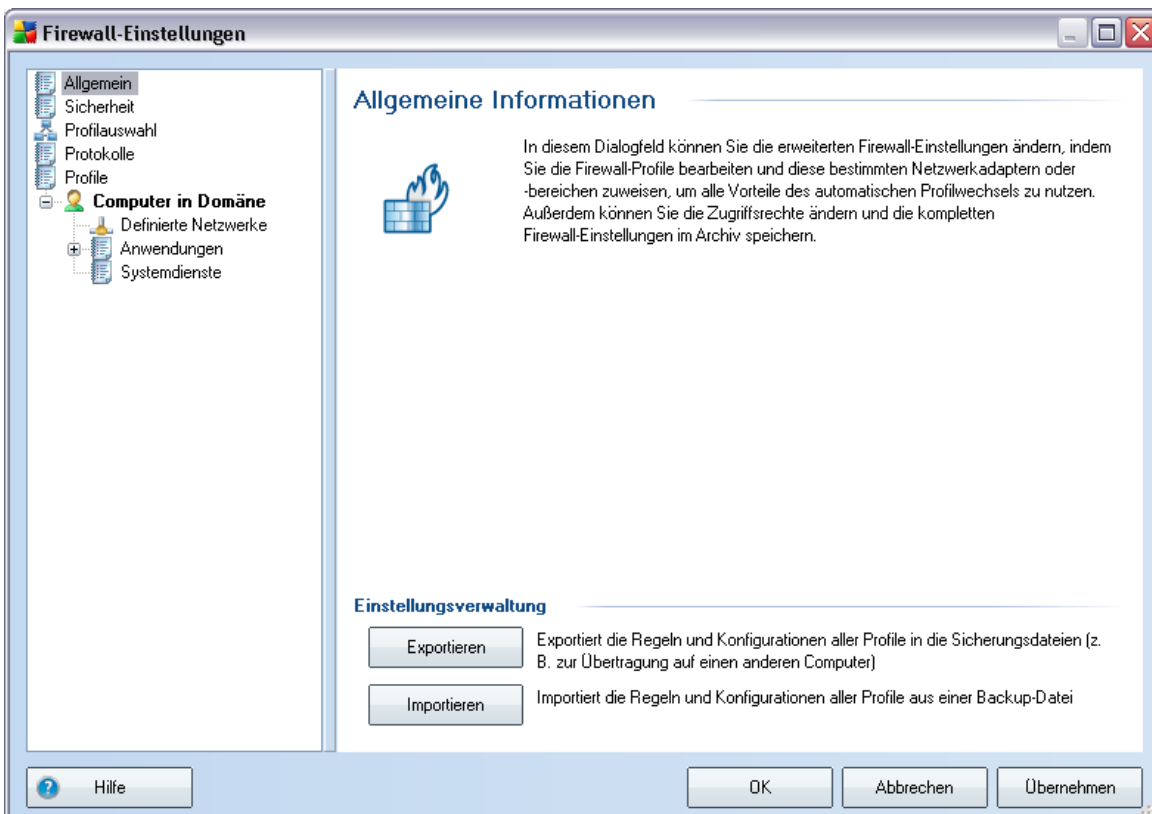 Firewall-Einstellungen
Allgemein
Sicherheit
Profilauswahl
Protokolle
Profile
Computer in Domäne
Definierte Netzwerke
Anwendungen
Systemdienste
Allgemeine Informationen
In diesem Dialogfeld können Sie die erweiterten Firewall-Einstellungen ändern, indem
Sie die Firewall-Profile bearbeiten und diese bestimmten Netzwerkadaptern oder
-bereichen zuweisen, um alle Vorteile des automatischen Profilwechsels zu nutzen.
Außerdem können Sie die Zugriffsrechte ändern und die kompletten
Firewall-Einstellungen im Archiv speichern.
Einstellungsverwaltung
Exportieren
Exportiert die Regeln und Konfigurationen aller Profile in die Sicherungsdateien (z.
B. zur Übertragung auf einen anderen Computer)
Importieren
Importiert die Regeln und Konfigurationen aller Profile aus einer Backup-Datei
Hilfe
OK
Abbrechen
Übernehmen